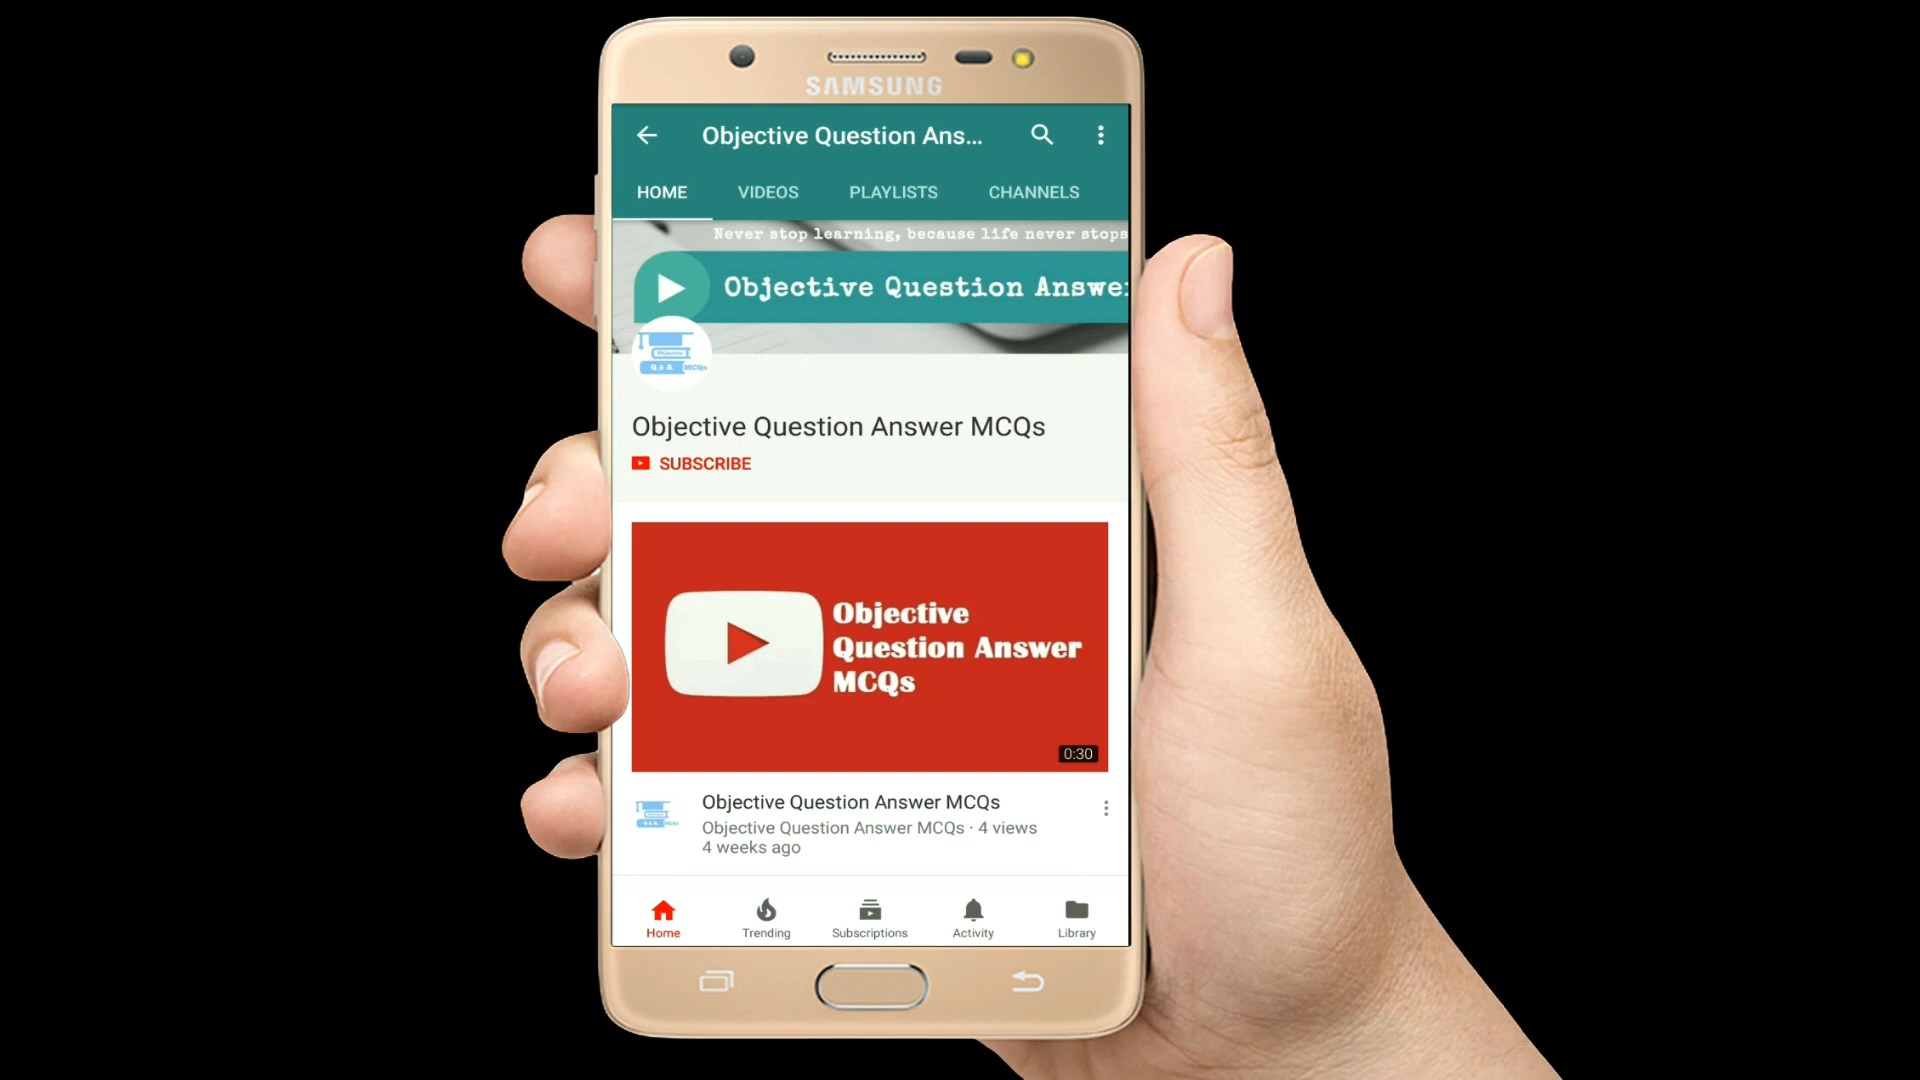 SAMSUNG
Objective Question Ans...
HOME VIDEOS PLAYLISTS CHANNELS
Never stop learning, because life never stops
Objective Question Answe
Objective
Q & A MCQs
Objective Question Answer MCQs
SUBSCRIBE
Objective
Question Answer
MCQs
0:30
Objective Question Answer MCQs
Objective Question Answer MCQs · 4 views
4 weeks ago
Home Trending Subscriptions Activity Library